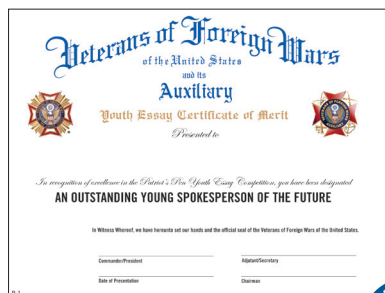 Veterans of Foreign Wars
of the United States
and its
Auxiliary
Youth Essay Certificate of Merit
Presented to
In recognition of excellence in the Patriot's Pen Youth Essay Competition, you have been designated
AN OUTSTANDING YOUNG SPOKESPERSON OF THE FUTURE
In Witness Whereof, we have hereunto set our hands and the official seal of the Veterans of Foreign Wars of the United States.
Commander/President Adjutant/Secretary
Date of Presentation Chairman